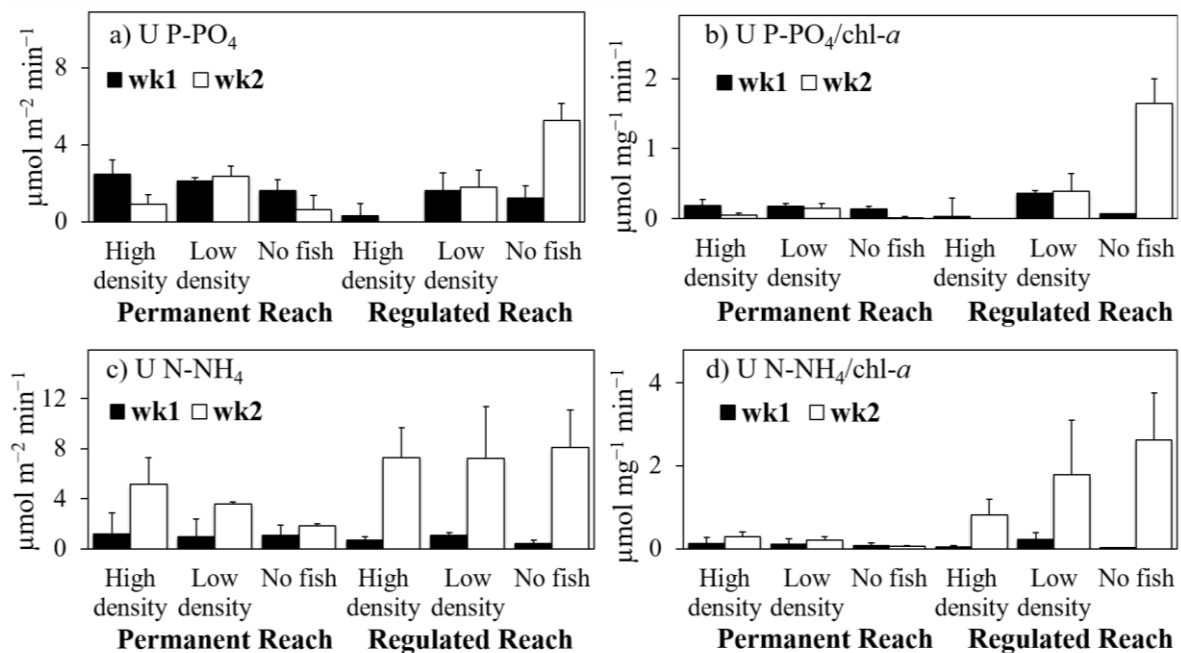 a) U P-PO₄
b) U P-PO₄/chl-a
8
4
0
2
1
0
µmol m⁻² min⁻¹
µmol mg⁻¹ min⁻¹
wk1 wk2
wk1 wk2
High density Low density No fish High density Low density No fish
Permanent Reach Regulated Reach
High density Low density No fish High density Low density No fish
Permanent Reach Regulated Reach
c) U N-NH₄
d) U N-NH₄/chl-a
12
8
4
0
4
2
0
µmol m⁻² min⁻¹
µmol mg⁻¹ min⁻¹
wk1 wk2
wk1 wk2
High density Low density No fish High density Low density No fish
Permanent Reach Regulated Reach
High density Low density No fish High density Low density No fish
Permanent Reach Regulated Reach